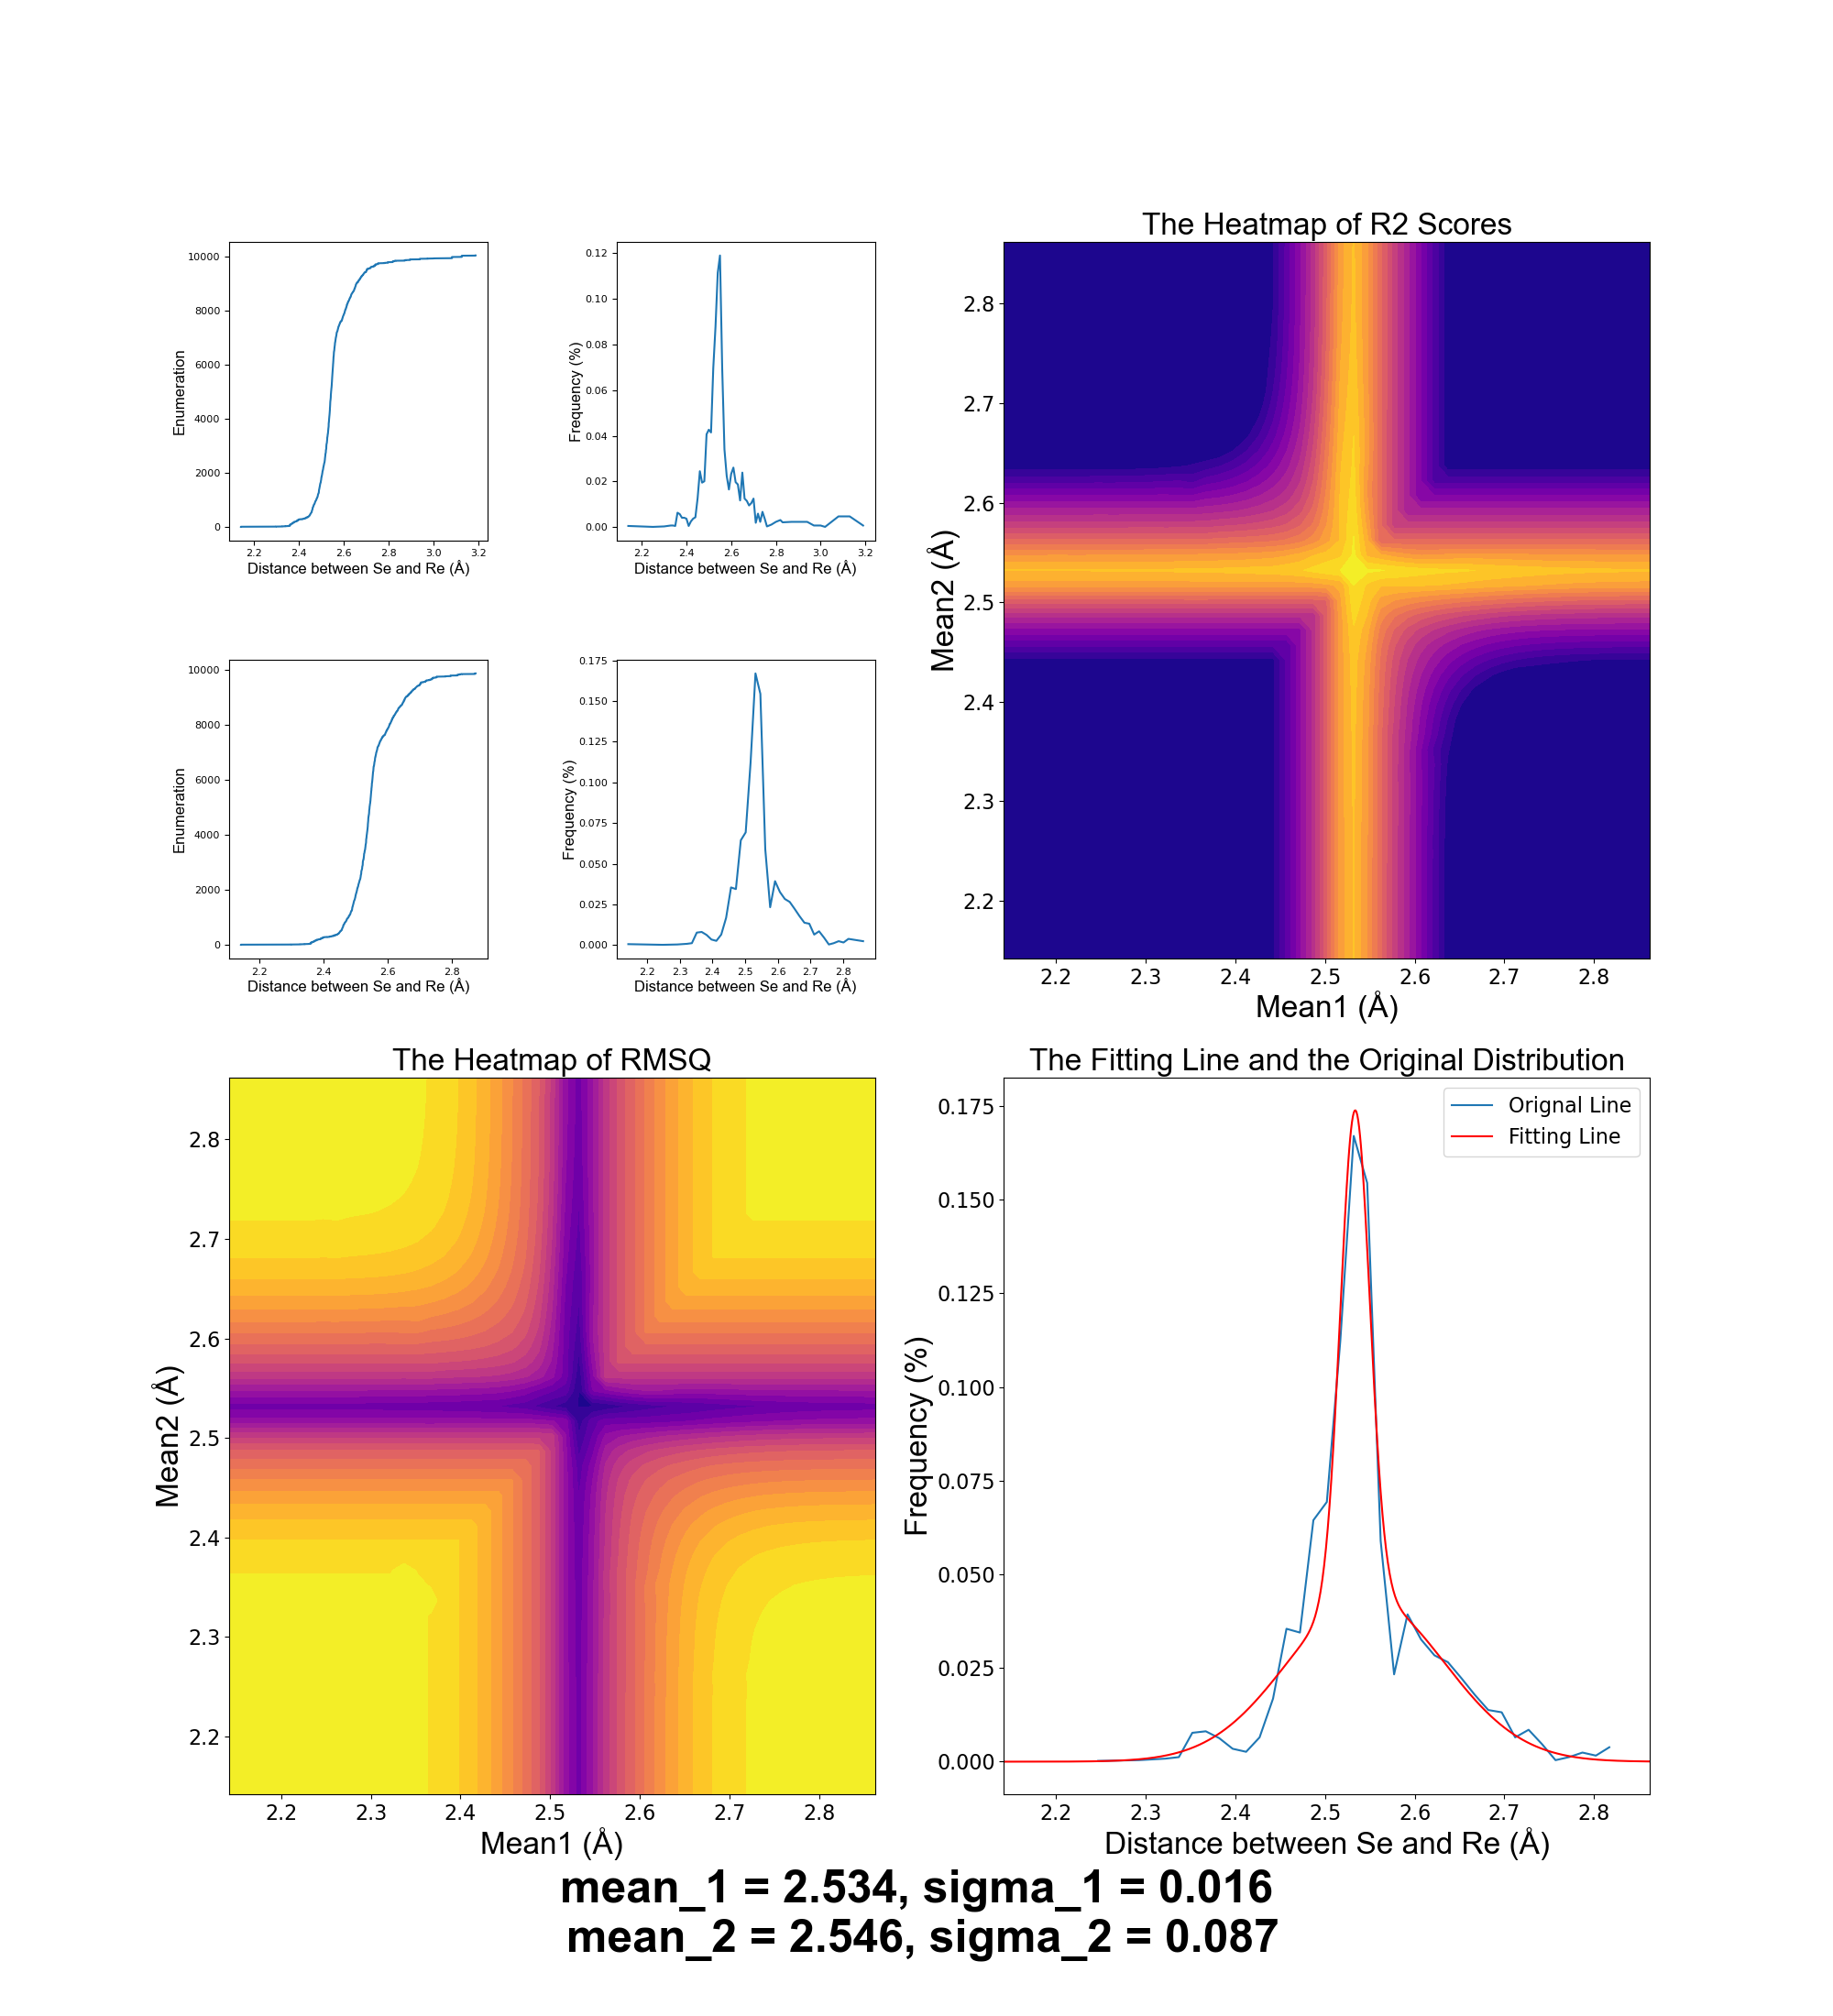 10000
8000
6000
4000
2000
0
Enumeration
2.2 2.4 2.6 2.8 3.0 3.2
Distance between Se and Re (Å)
0.12
0.10
0.08
0.06
0.04
0.02
0.00
Frequency (%)
2.2 2.4 2.6 2.8 3.0 3.2
Distance between Se and Re (Å)
10000
8000
6000
4000
2000
0
Enumeration
2.2 2.4 2.6 2.8
Distance between Se and Re (Å)
0.175
0.150
0.125
0.100
0.075
0.050
0.025
0.000
Frequency (%)
2.2 2.3 2.4 2.5 2.6 2.7 2.8
Distance between Se and Re (Å)
The Heatmap of R2 Scores
2.8
2.7
2.6
2.5
2.4
2.3
2.2
Mean2 (Å)
2.2 2.3 2.4 2.5 2.6 2.7 2.8
Mean1 (Å)
The Heatmap of RMSQ
2.8
2.7
2.6
2.5
2.4
2.3
2.2
Mean2 (Å)
2.2 2.3 2.4 2.5 2.6 2.7 2.8
Mean1 (Å)
The Fitting Line and the Original Distribution
Orignal Line
Fitting Line
0.175
0.150
0.125
0.100
0.075
0.050
0.025
0.000
Frequency (%)
2.2 2.3 2.4 2.5 2.6 2.7 2.8
Distance between Se and Re (Å)
mean_1 = 2.534, sigma_1 = 0.016
mean_2 = 2.546, sigma_2 = 0.087